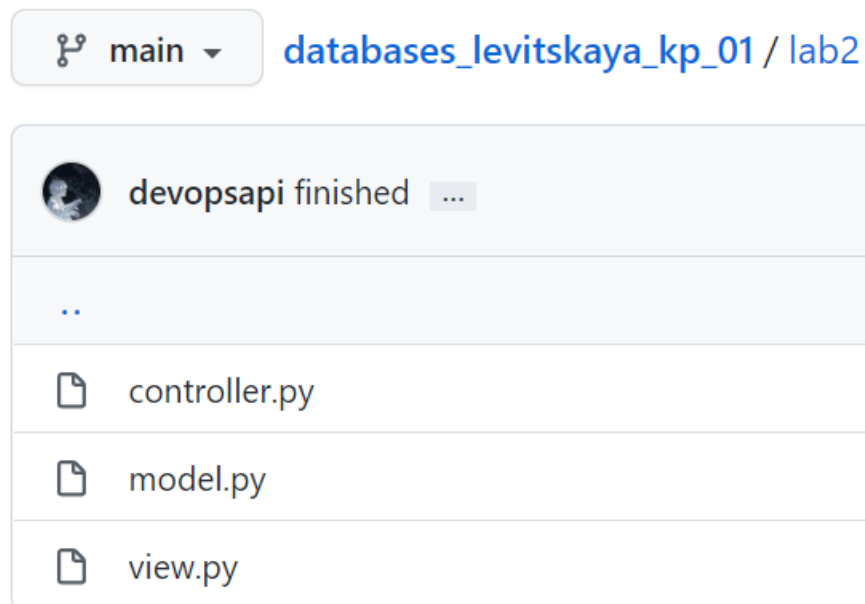 main databases_levitskaya_kp_01 / lab2
devopsapi finished ...
..
controller.py
model.py
view.py